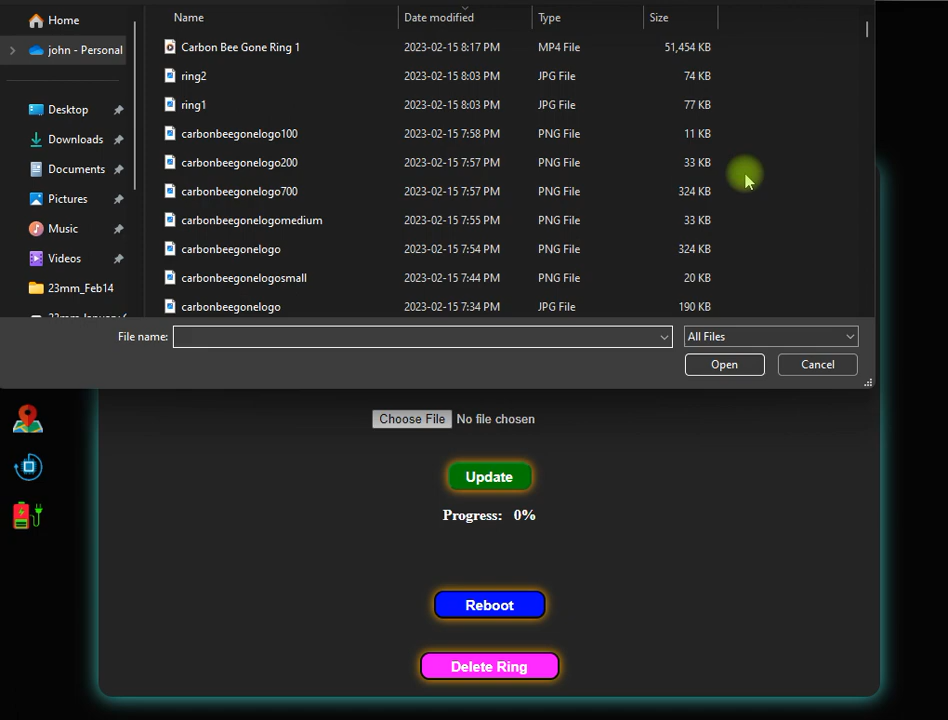 Home
john - Personal
Desktop
Downloads
Documents
Pictures
Music
Videos
23mm_Feb14
Name Date modified Type Size
Carbon Bee Gone Ring 1 2023-02-15 8:17 PM MP4 File 51,454 KB
ring2 2023-02-15 8:03 PM JPG File 74 KB
ring1 2023-02-15 8:03 PM JPG File 77 KB
carbonbeegonelogo100 2023-02-15 7:58 PM PNG File 11 KB
carbonbeegonelogo200 2023-02-15 7:57 PM PNG File 33 KB
carbonbeegonelogo700 2023-02-15 7:57 PM PNG File 324 KB
carbonbeegonelogomedium 2023-02-15 7:55 PM PNG File 33 KB
carbonbeegonelogo 2023-02-15 7:54 PM PNG File 324 KB
carbonbeegonelogosmall 2023-02-15 7:44 PM PNG File 20 KB
carbonbeegonelogo 2023-02-15 7:34 PM JPG File 190 KB
File name: All Files
Open Cancel
Choose File No file chosen
Update
Progress: 0%
Reboot
Delete Ring